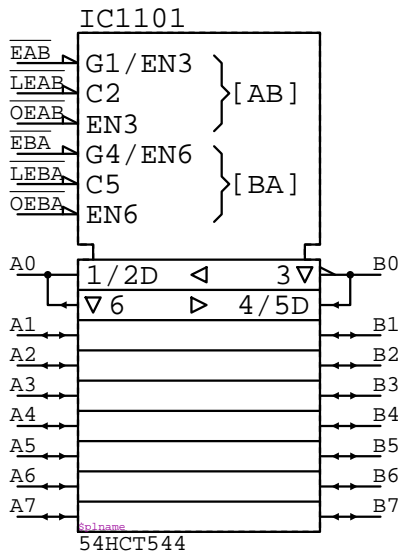 IC1101
EAB
G1/EN3
LEAB
C2
[AB]
OEAB
EN3
EBA
G4/EN6
LEBA
C5
[BA]
OEBA
EN6
A0 1/2D 3 B0
6 4/5D
A1 B1
A2 B2
A3 B3
A4 B4
A5 B5
A6 B6
A7 B7
$plname
54HCT544